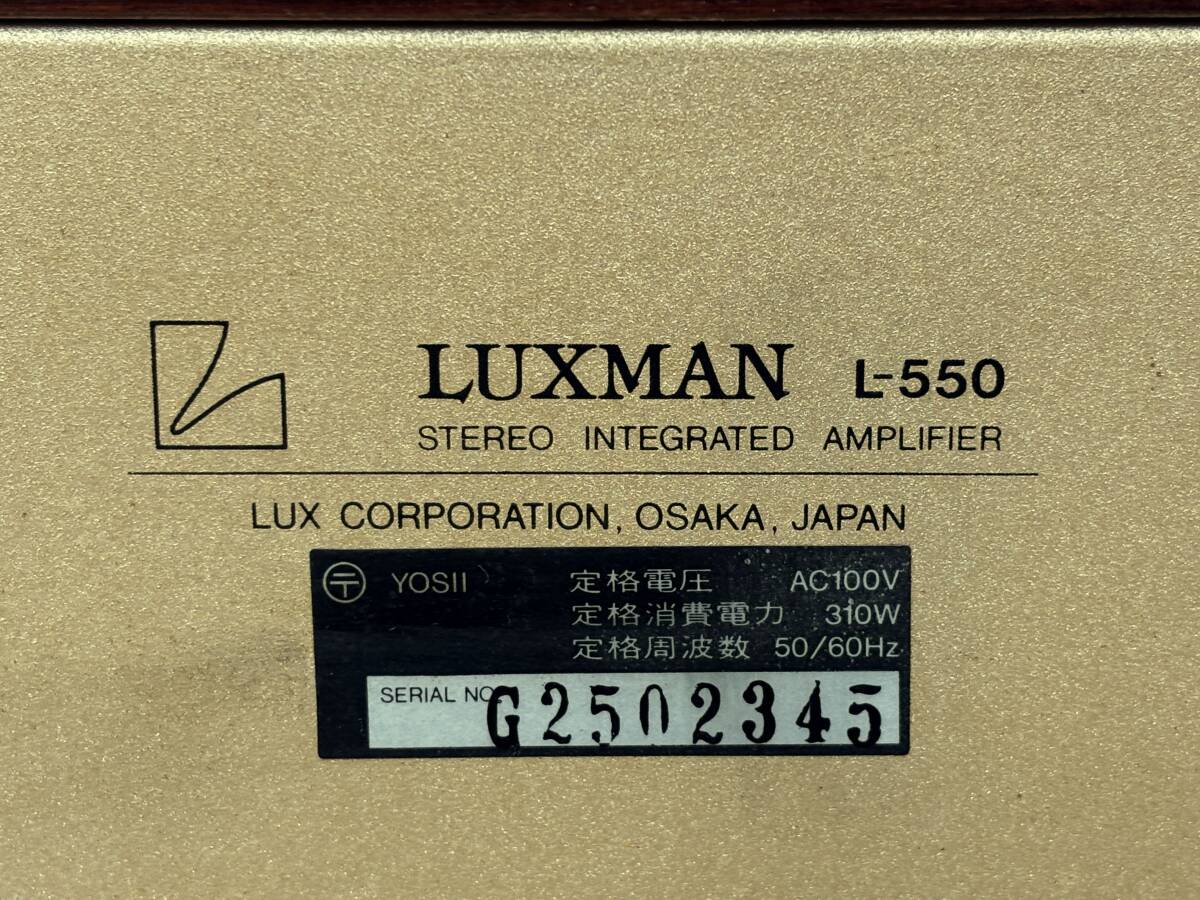 LUXMAN L-550
STEREO INTEGRATED AMPLIFIER
LUX CORPORATION, OSAKA, JAPAN
〒 YOSII 定格電圧 AC100V
定格消費電力 310W
定格周波数 50/60Hz
SERIAL NO. G2502345